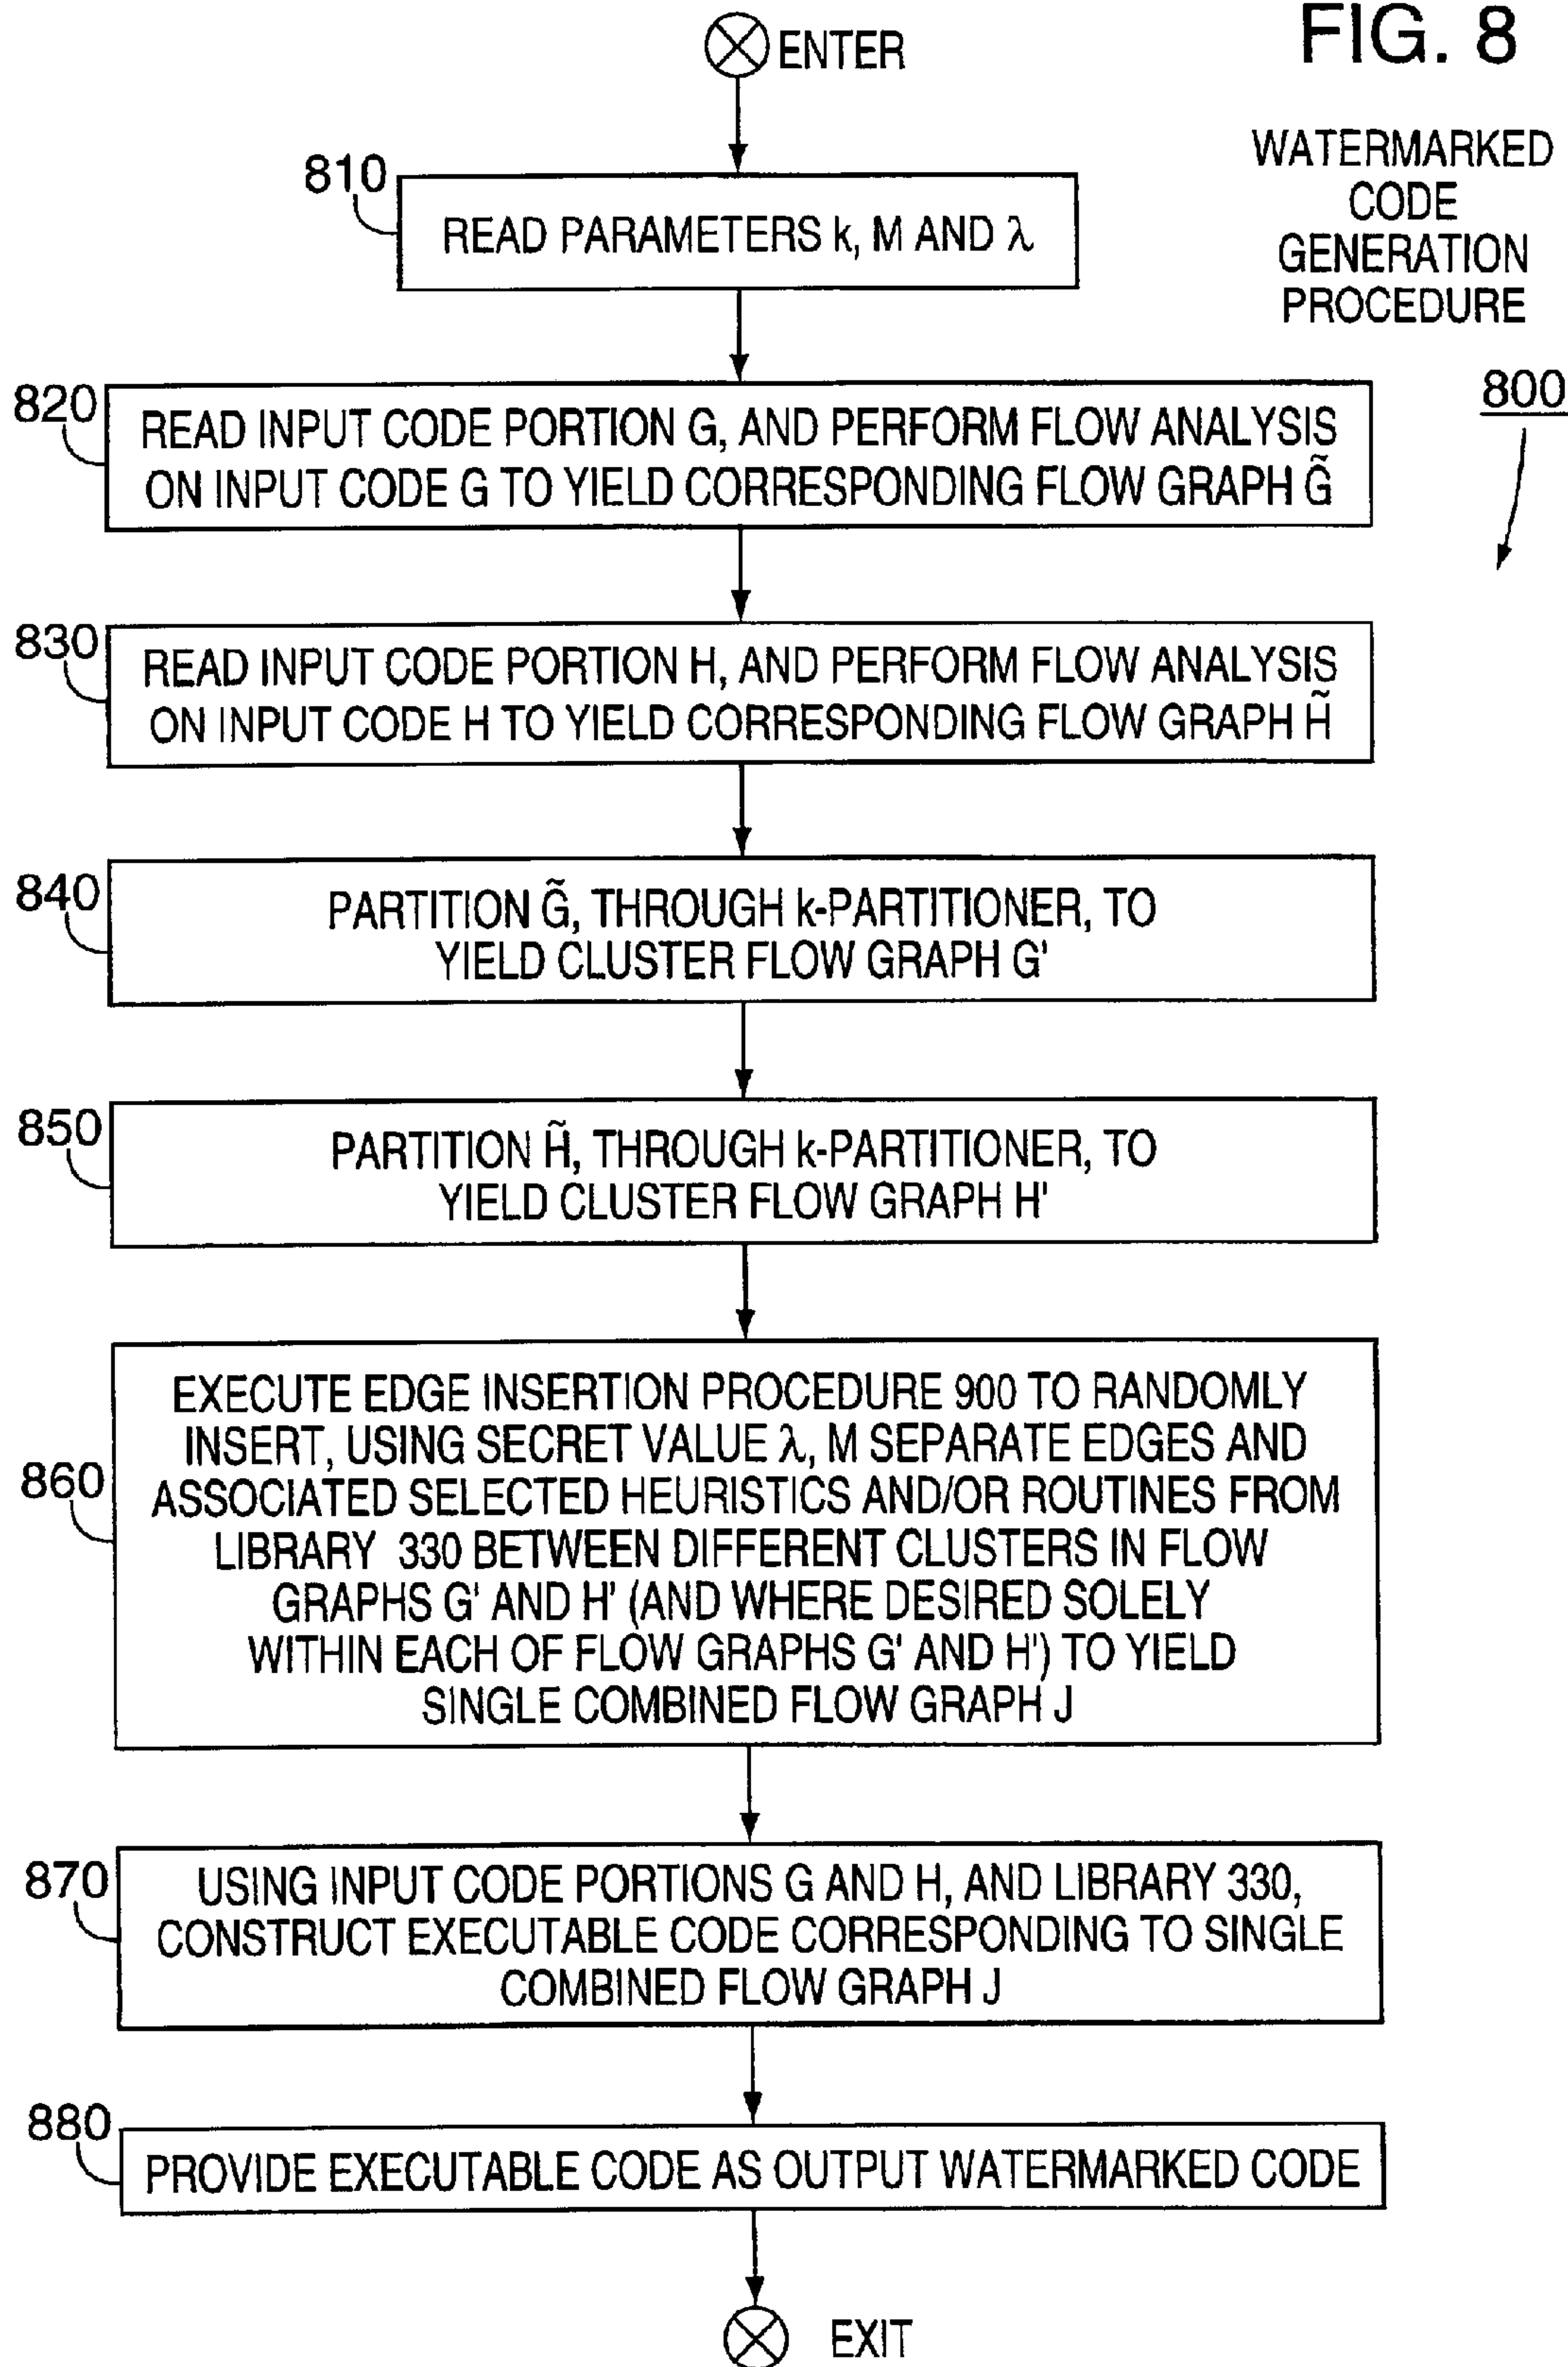 FIG. 8
WATERMARKED
CODE
GENERATION
PROCEDURE
800
ENTER
810
READ PARAMETERS k, M AND λ
820
READ INPUT CODE PORTION G, AND PERFORM FLOW ANALYSIS
ON INPUT CODE G TO YIELD CORRESPONDING FLOW GRAPH G̃
830
READ INPUT CODE PORTION H, AND PERFORM FLOW ANALYSIS
ON INPUT CODE H TO YIELD CORRESPONDING FLOW GRAPH H̃
840
PARTITION G̃, THROUGH k-PARTITIONER, TO
YIELD CLUSTER FLOW GRAPH G'
850
PARTITION H̃, THROUGH k-PARTITIONER, TO
YIELD CLUSTER FLOW GRAPH H'
860
EXECUTE EDGE INSERTION PROCEDURE 900 TO RANDOMLY
INSERT, USING SECRET VALUE λ, M SEPARATE EDGES AND
ASSOCIATED SELECTED HEURISTICS AND/OR ROUTINES FROM
LIBRARY 330 BETWEEN DIFFERENT CLUSTERS IN FLOW
GRAPHS G' AND H' (AND WHERE DESIRED SOLELY
WITHIN EACH OF FLOW GRAPHS G' AND H') TO YIELD
SINGLE COMBINED FLOW GRAPH J
870
USING INPUT CODE PORTIONS G AND H, AND LIBRARY 330,
CONSTRUCT EXECUTABLE CODE CORRESPONDING TO SINGLE
COMBINED FLOW GRAPH J
880
PROVIDE EXECUTABLE CODE AS OUTPUT WATERMARKED CODE
EXIT